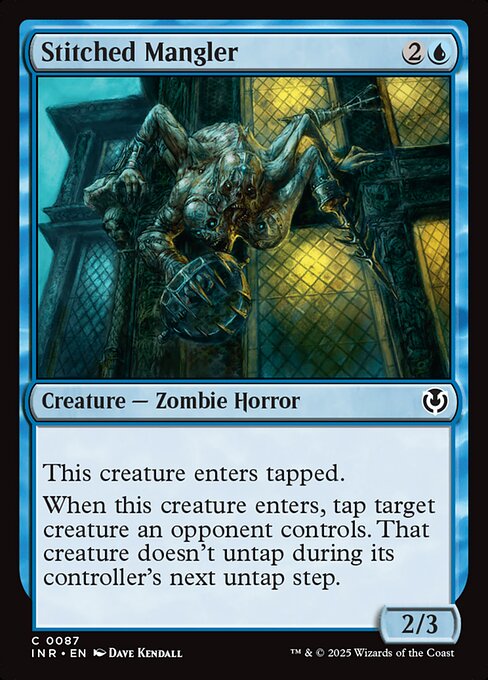 Stitched Mangler 2
Creature — Zombie Horror
This creature enters tapped.
When this creature enters, tap target
creature an opponent controls. That
creature doesn't untap during its
controller's next untap step.
2/3
C 0087
INR • EN Dave Kendall
™ & © 2025 Wizards of the Coast